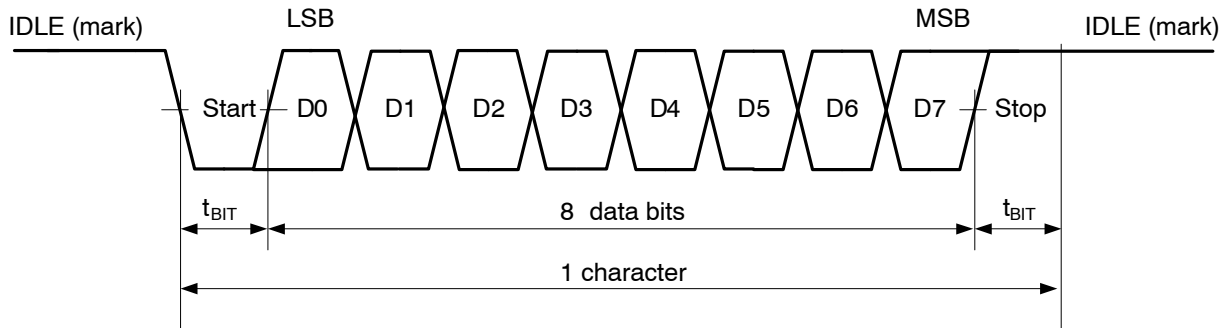 LSB MSB
IDLE (mark) IDLE (mark)
Start D0 D1 D2 D3 D4 D5 D6 D7 Stop
tBIT 8 data bits tBIT
1 character